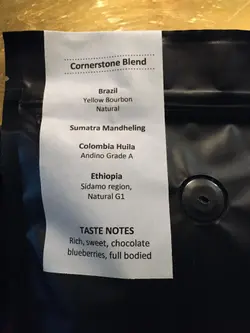 Cornerstone Blend
Brazil
Yellow Bourbon
Natural
Sumatra Mandheling
Colombia Huila
Andino Grade A
Ethiopia
Sidamo region,
Natural G1
TASTE NOTES
Rich, sweet, chocolate
blueberries, full bodied